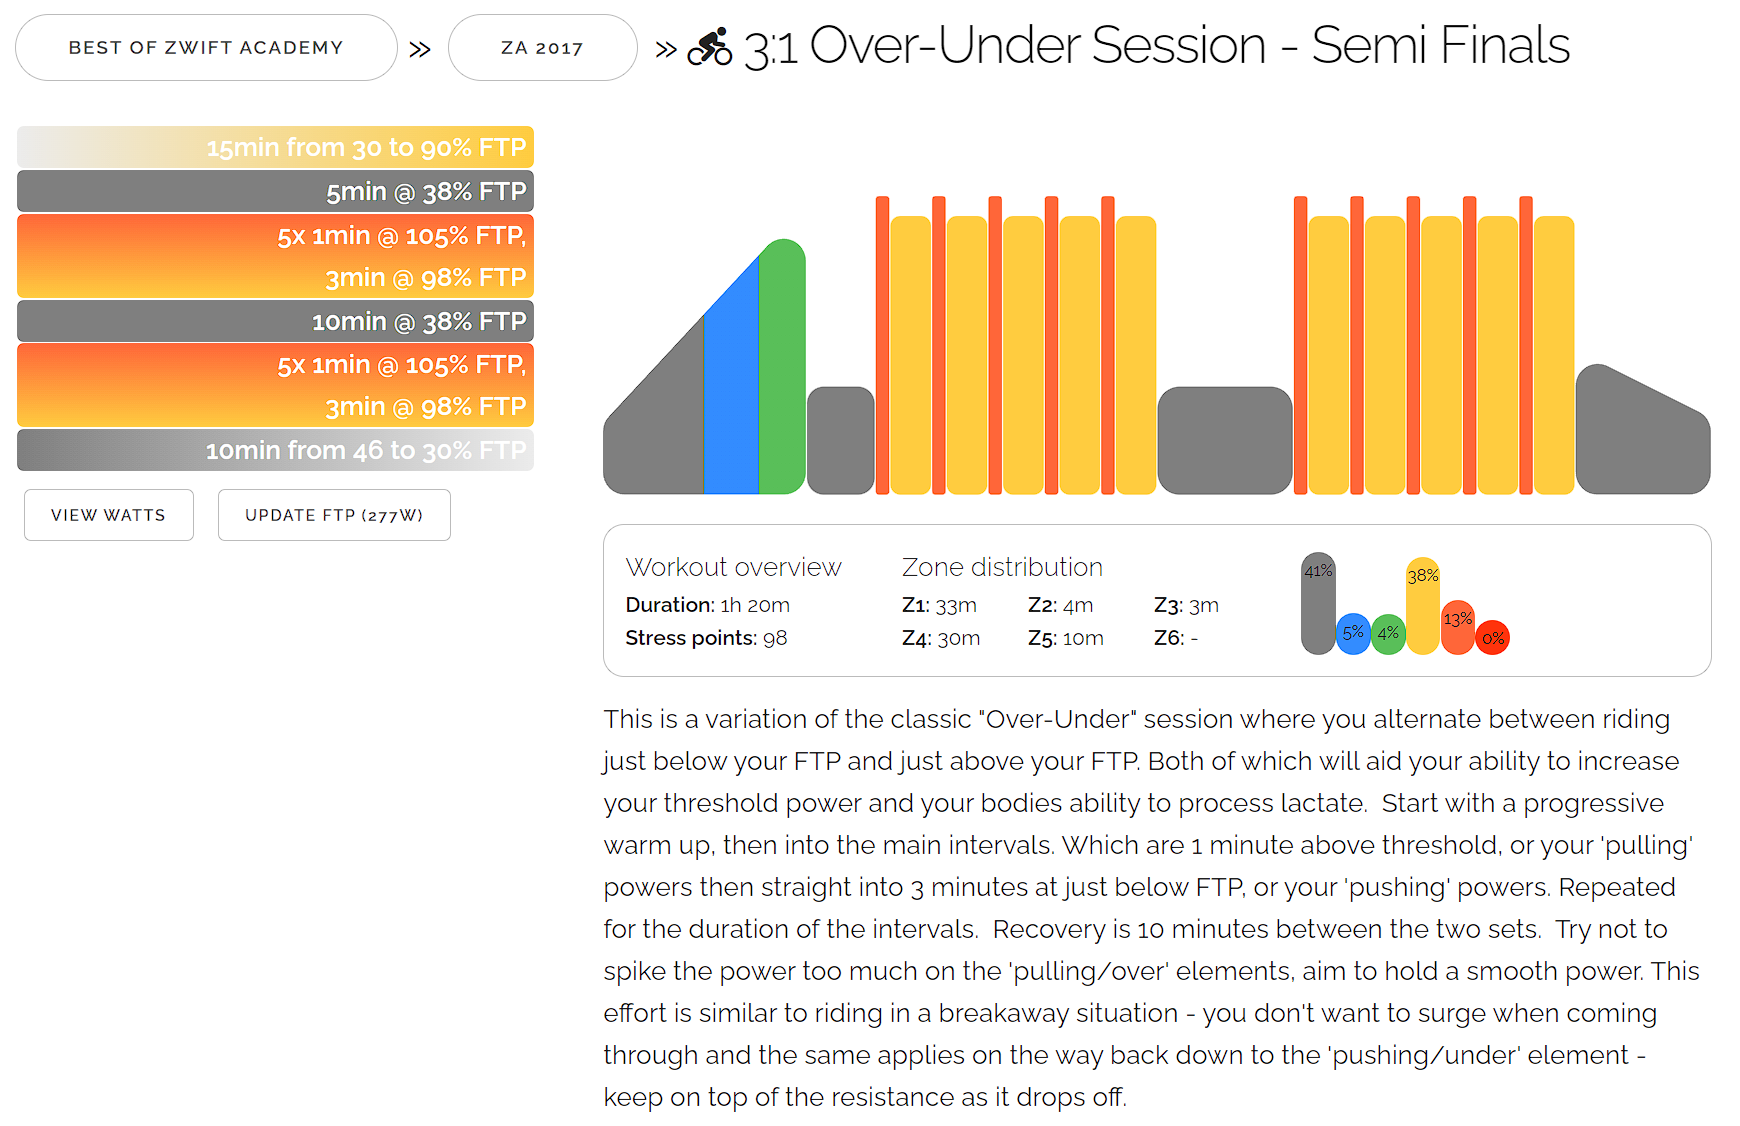 BEST OF ZWIFT ACADEMY » ZA 2017 » 3:1 Over-Under Session - Semi Finals
15min from 30 to 90% FTP
5min @ 38% FTP
5x 1min @ 105% FTP,
3min @ 98% FTP
10min @ 38% FTP
5x 1min @ 105% FTP,
3min @ 98% FTP
10min from 46 to 30% FTP
VIEW WATTS
UPDATE FTP (277W)
Workout overview
Duration: 1h 20m
Stress points: 98
Zone distribution
Z1: 33m Z2: 4m Z3: 3m
Z4: 30m Z5: 10m Z6: -
41% 5% 4% 38% 13% 0%
This is a variation of the classic "Over-Under" session where you alternate between riding
just below your FTP and just above your FTP. Both of which will aid your ability to increase
your threshold power and your bodies ability to process lactate.  Start with a progressive
warm up, then into the main intervals. Which are 1 minute above threshold, or your 'pulling'
powers then straight into 3 minutes at just below FTP, or your 'pushing' powers. Repeated
for the duration of the intervals.  Recovery is 10 minutes between the two sets.  Try not to
spike the power too much on the 'pulling/over' elements, aim to hold a smooth power. This
effort is similar to riding in a breakaway situation - you don't want to surge when coming
through and the same applies on the way back down to the 'pushing/under' element -
keep on top of the resistance as it drops off.